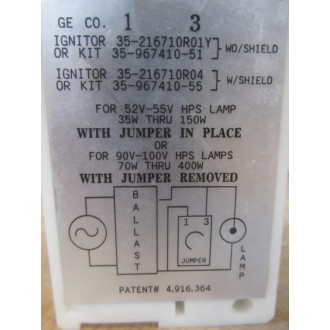 GE CO. 1 3
IGNITOR 35-216710R01Y
OR KIT 35-967410-51
WO/SHIELD
IGNITOR 35-216710R04
OR KIT 35-967410-55
W/SHIELD
FOR 52V-55V HPS LAMP
35W THRU 150W
WITH JUMPER IN PLACE
OR
FOR 90V-100V HPS LAMPS
70W THRU 400W
WITH JUMPER REMOVED
BALLAST
1 3
JUMPER
LAMP
PATENT# 4.916.364